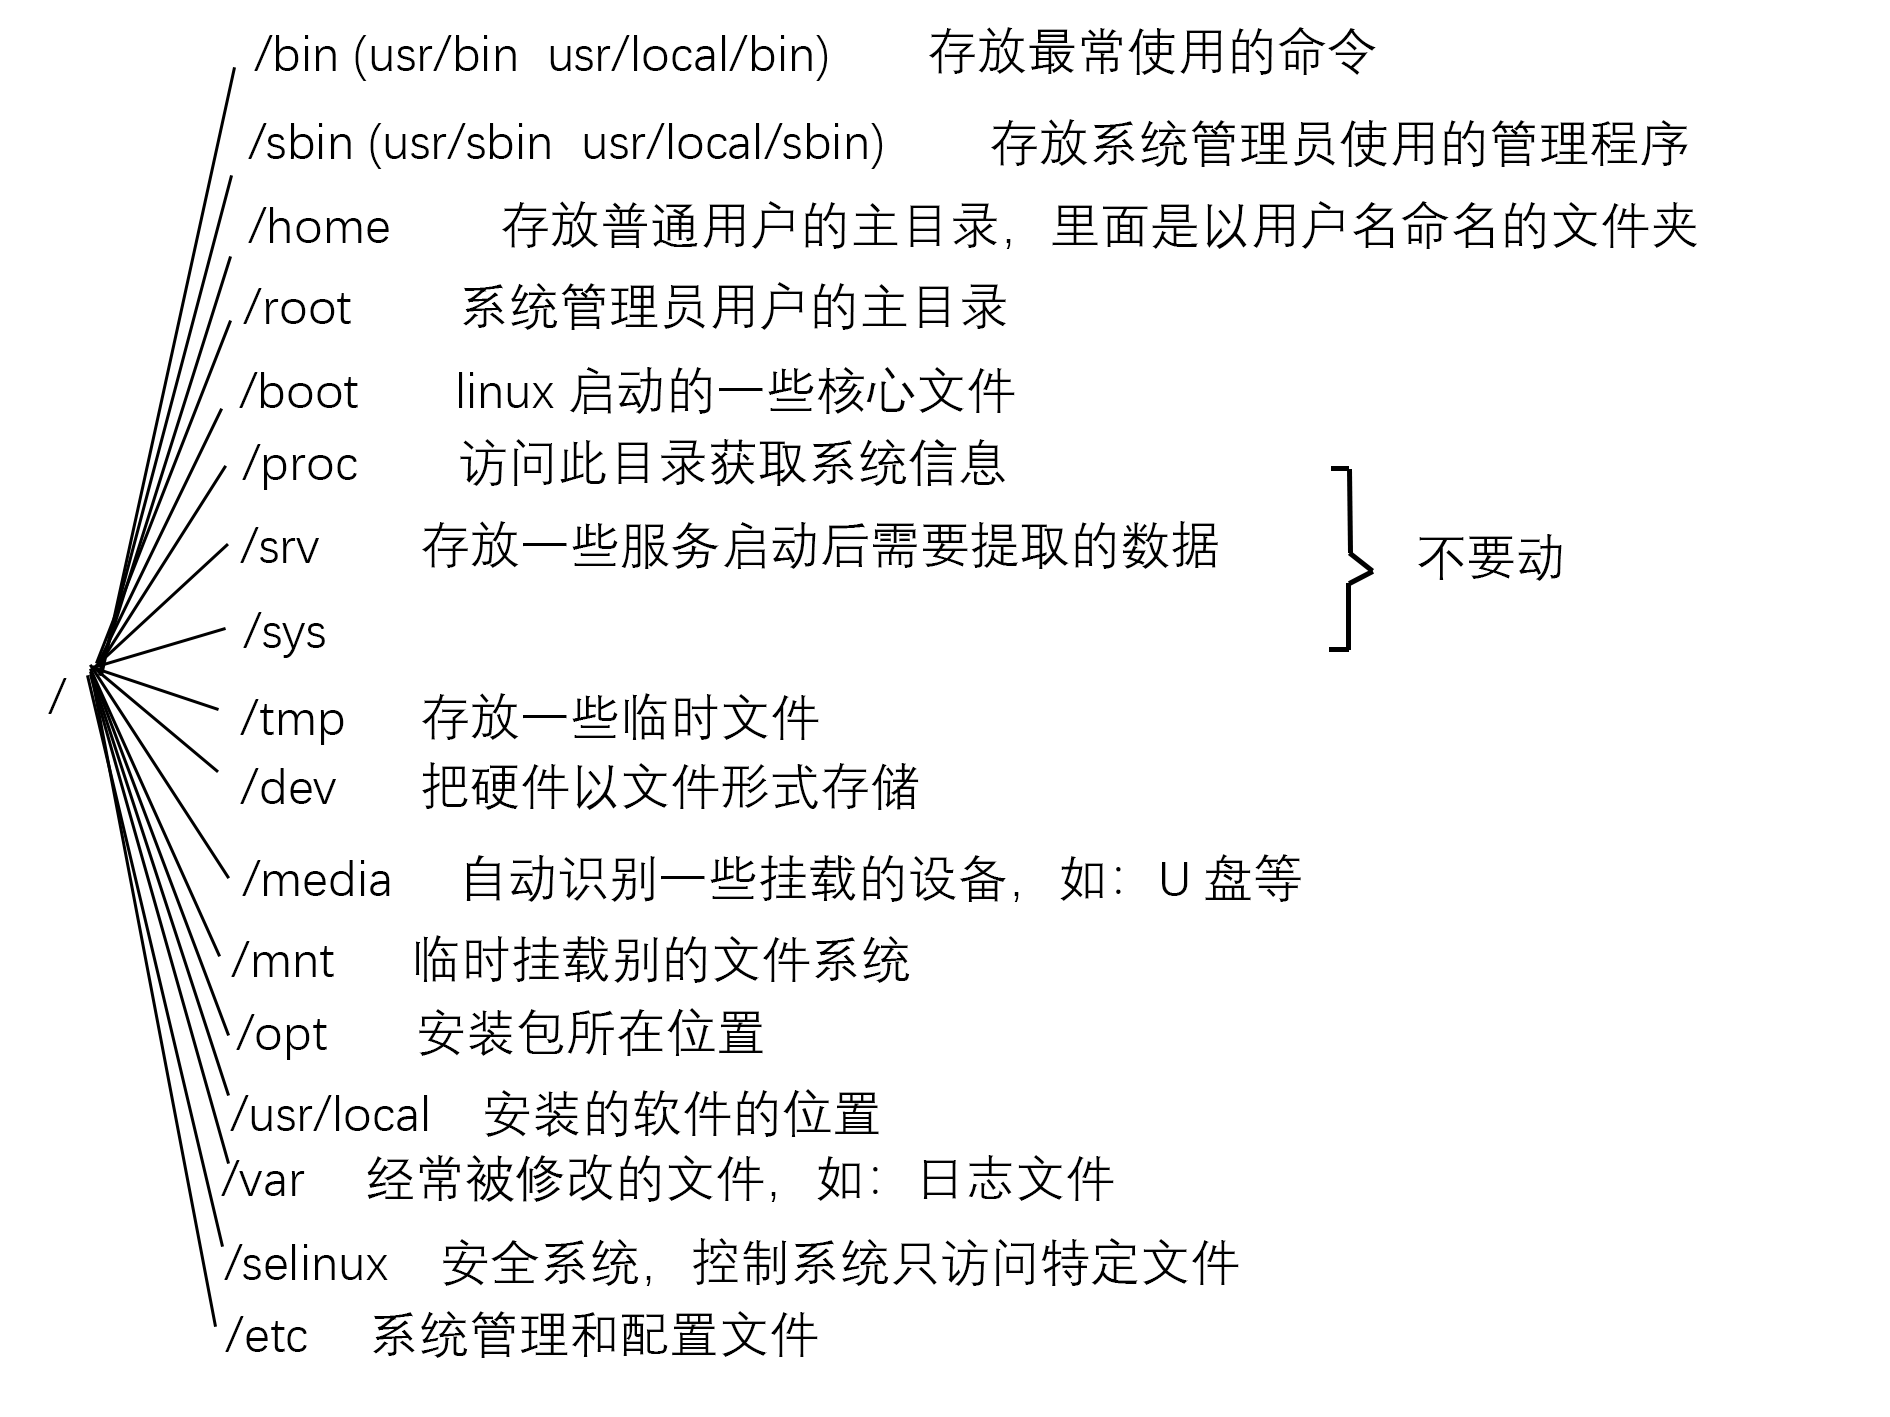 /bin (usr/bin usr/local/bin) 存放最常使用的命令
/sbin (usr/sbin usr/local/sbin) 存放系统管理员使用的管理程序
/home 存放普通用户的主目录，里面是以用户名命名的文件夹
/root 系统管理员用户的主目录
/boot linux 启动的一些核心文件
/proc 访问此目录获取系统信息
/srv 存放一些服务启动后需要提取的数据
不要动
/sys
/
/tmp 存放一些临时文件
/dev 把硬件以文件形式存储
/media 自动识别一些挂载的设备，如：U 盘等
/mnt 临时挂载别的文件系统
/opt 安装包所在位置
/usr/local 安装的软件的位置
/var 经常被修改的文件，如：日志文件
/selinux 安全系统，控制系统只访问特定文件
/etc 系统管理和配置文件